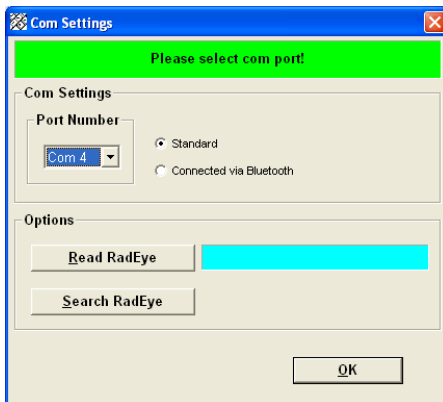 Com Settings
Please select com port!
Com Settings
Port Number
Com 4
Standard
Connected via Bluetooth
Options
Read RadEye
Search RadEye
OK